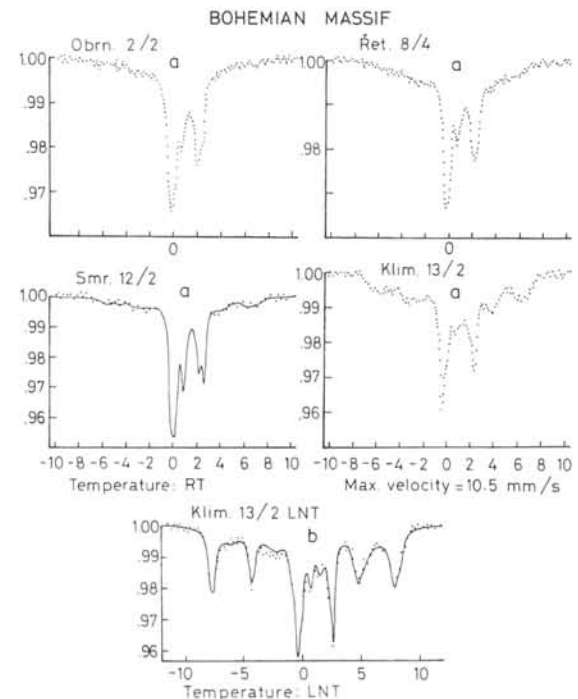 BOHEMIAN MASSIF
Obrn. 2/2
a
1.00
.99
.98
.97
0
Řet. 8/4
a
1.00
.98
0
Smr. 12/2
a
1.00
.99
.98
.97
.96
-10 -8 -6 -4 -2 0 2 4 6 8 10
Temperature: RT
Klim. 13/2
a
1.00
.99
.98
.97
.96
-10 -8 -6 -4 -2 0 2 4 6 8 10
Max. velocity = 10.5 mm/s
Klim. 13/2 LNT
b
1.00
.99
.98
.97
.96
-10 -5 0 5 10
Temperature: LNT